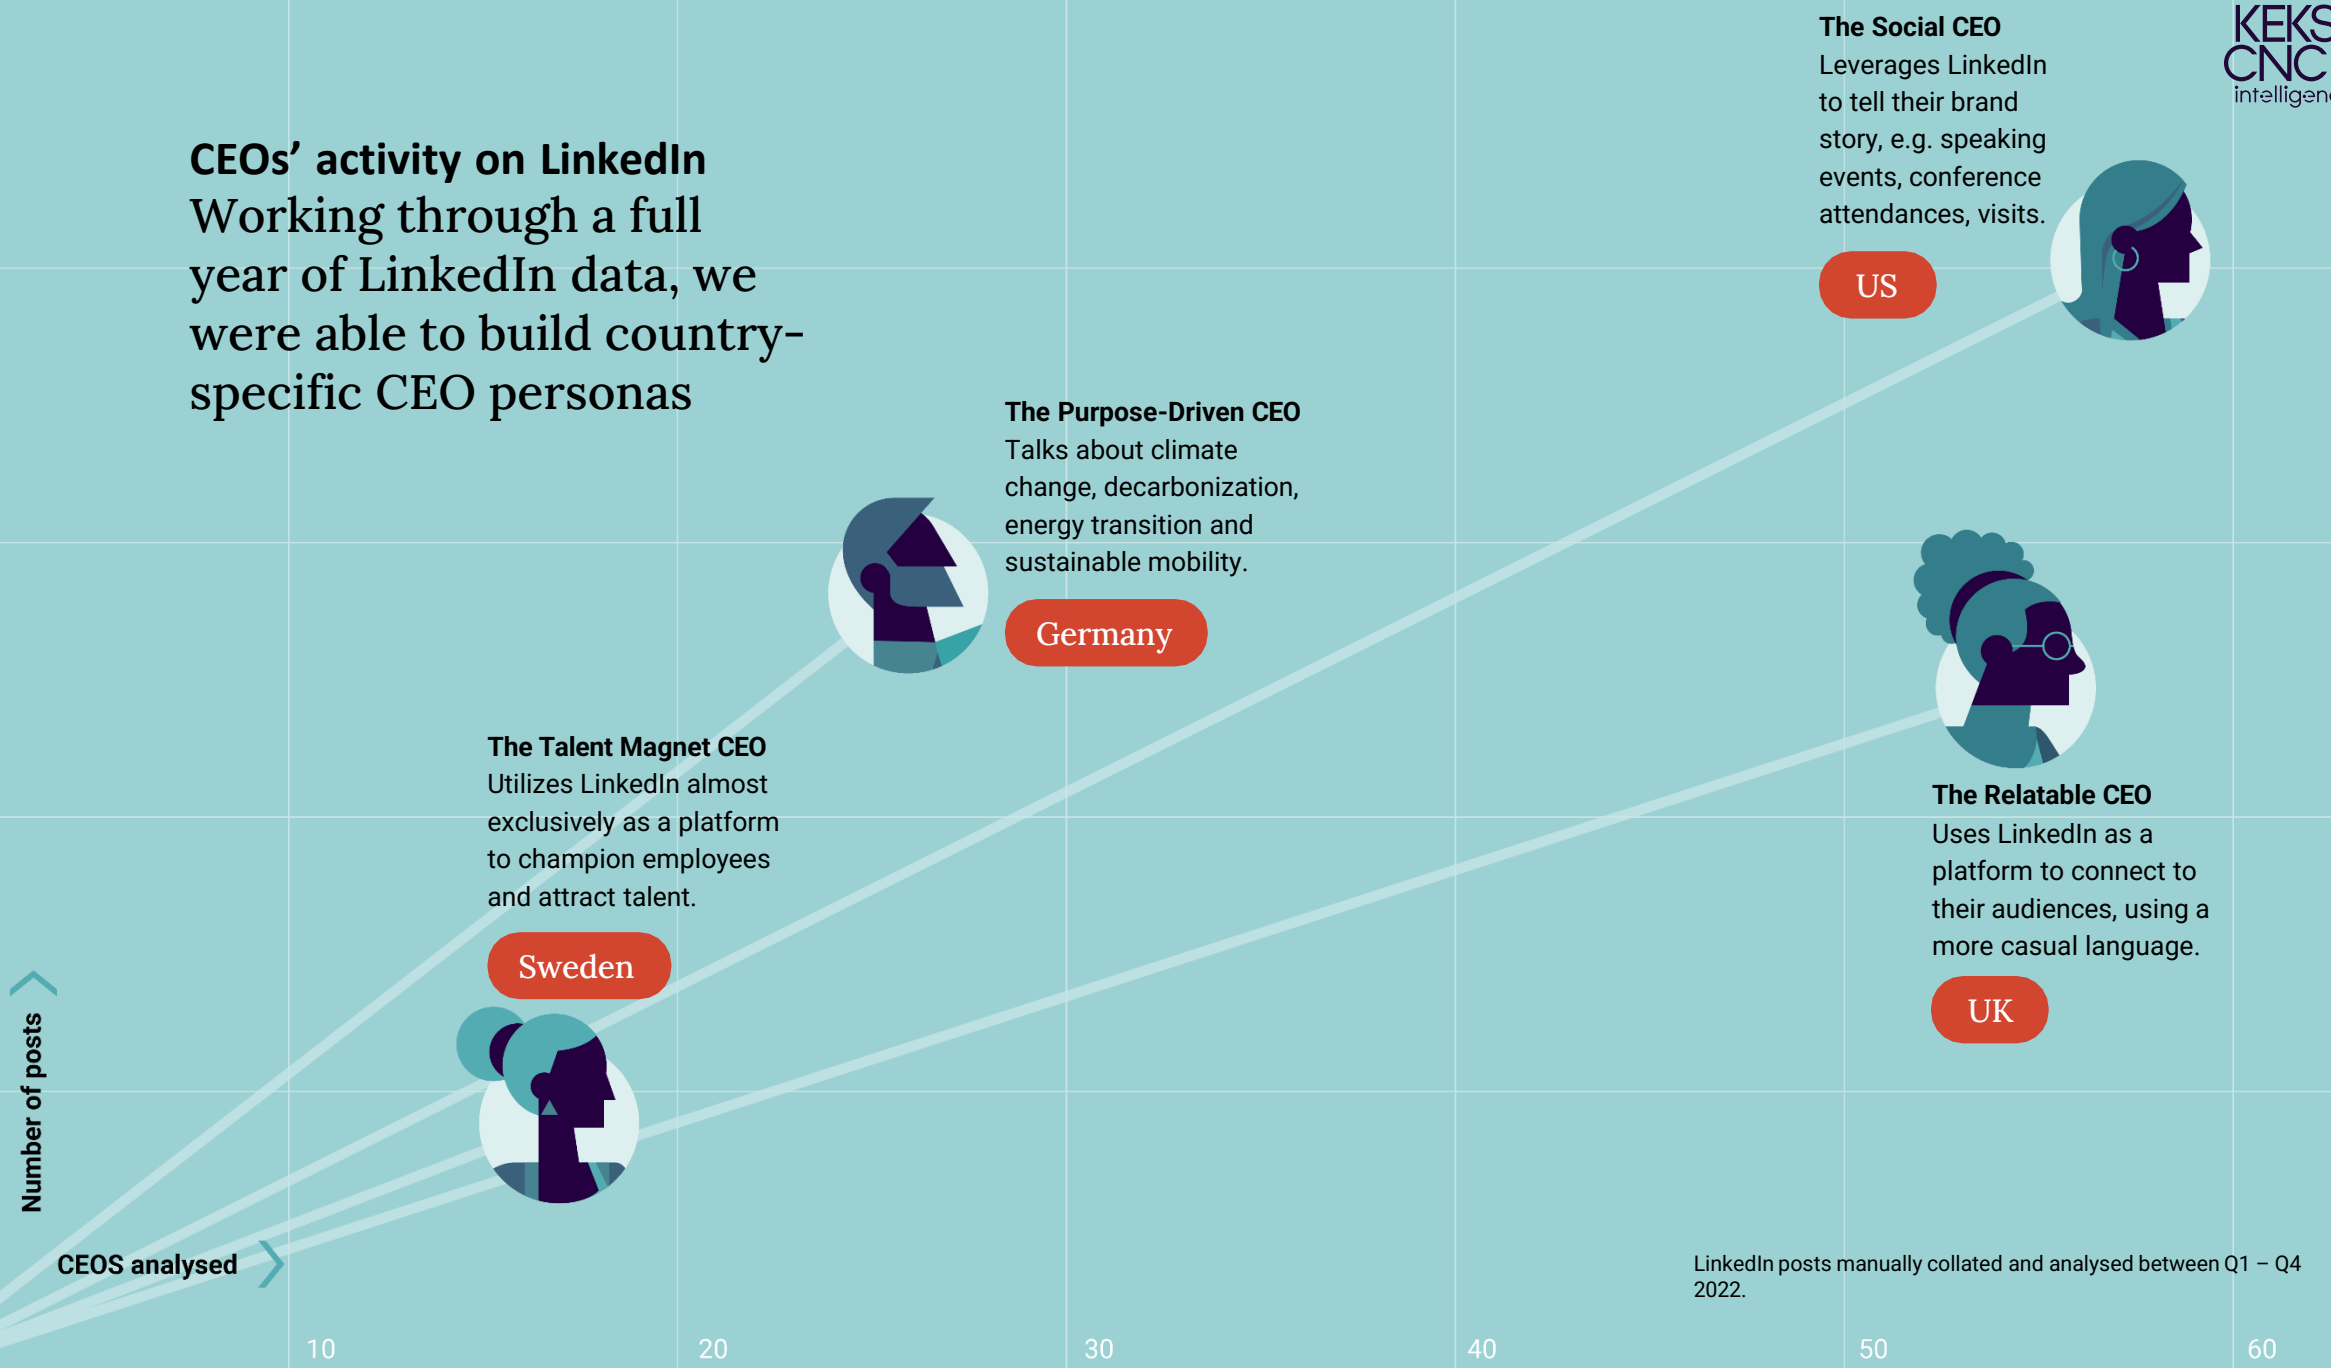 KEKS
CNC
CEOs’ activity on LinkedIn
Working through a full
year of LinkedIn data, we
were able to build country-
specific CEO personas
The Social CEO
Leverages LinkedIn
to tell their brand
story, e.g. speaking
events, conference
attendances, visits.
US
The Purpose-Driven CEO
Talks about climate
change, decarbonization,
energy transition and
sustainable mobility.
Germany
The Talent Magnet CEO
Utilizes LinkedIn almost
exclusively as a platform
to champion employees
and attract talent.
Sweden
The Relatable CEO
Uses LinkedIn as a
platform to connect to
their audiences, using a
more casual language.
UK
Number of posts
CEOS analysed
LinkedIn posts manually collated and analysed between Q1 – Q4
2022.
10
20
30
40
50
60